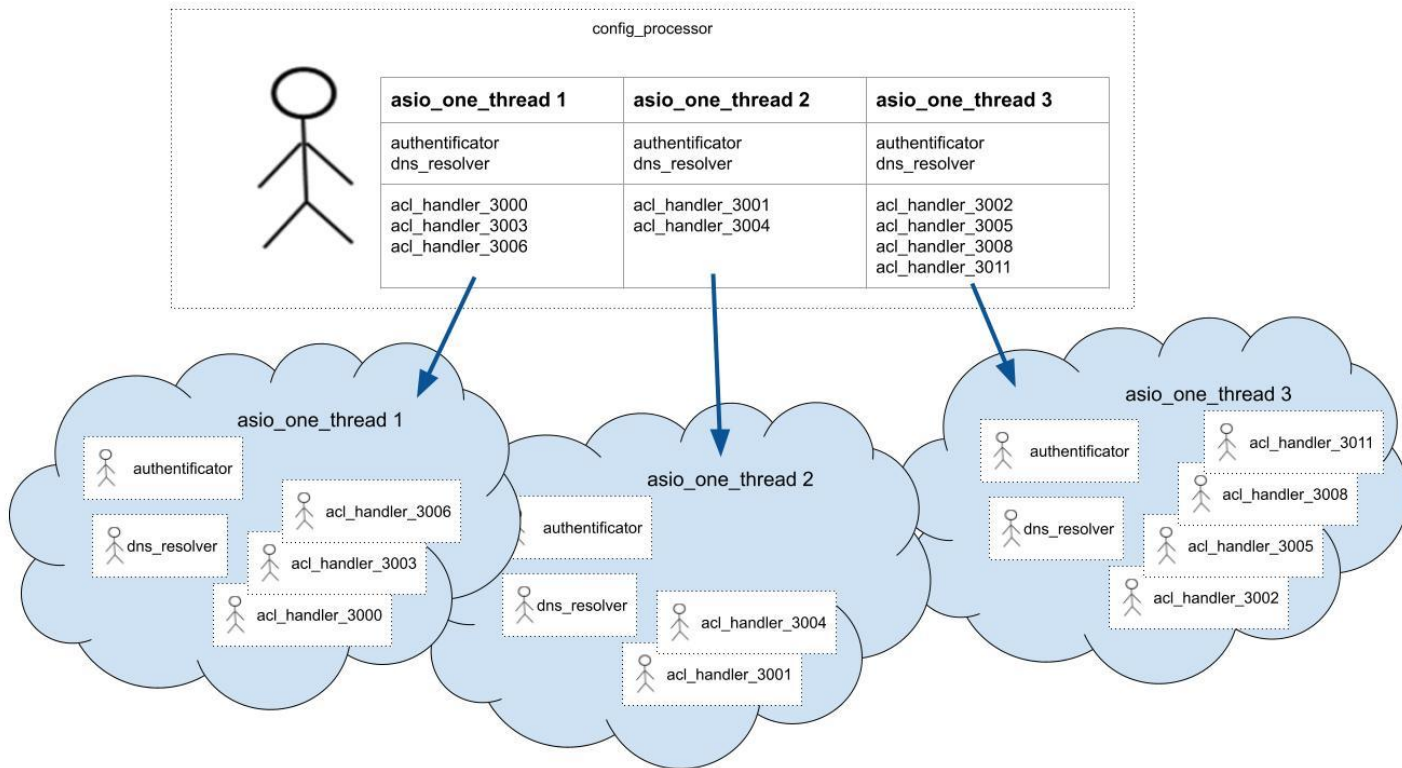 config_processor
asio_one_thread 1
asio_one_thread 2
asio_one_thread 3
authentificator
dns_resolver
authentificator
dns_resolver
authentificator
dns_resolver
acl_handler_3000
acl_handler_3003
acl_handler_3006
acl_handler_3001
acl_handler_3004
acl_handler_3002
acl_handler_3005
acl_handler_3008
acl_handler_3011
asio_one_thread 1
authentificator
acl_handler_3006
dns_resolver
acl_handler_3003
acl_handler_3000
asio_one_thread 2
authentificator
dns_resolver
acl_handler_3004
acl_handler_3001
asio_one_thread 3
acl_handler_3011
authentificator
acl_handler_3008
dns_resolver
acl_handler_3005
acl_handler_3002